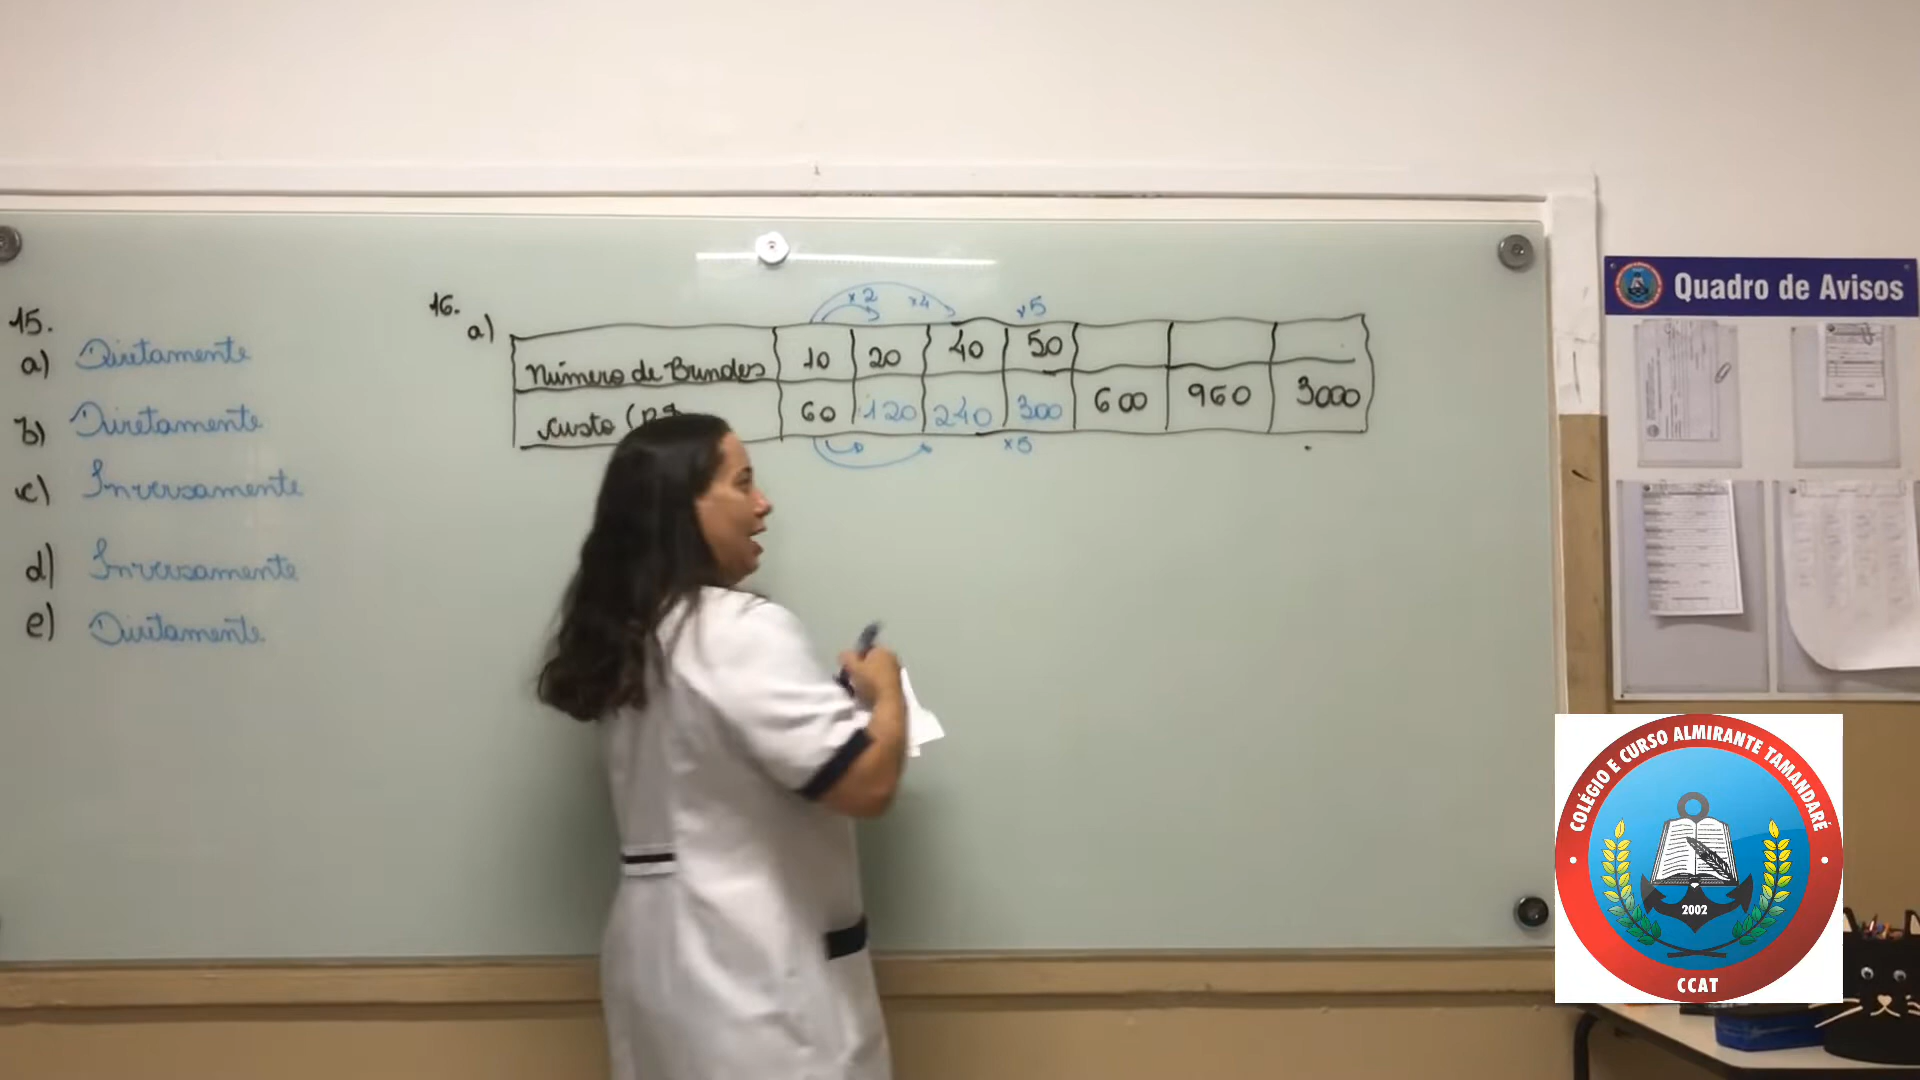 15.
a) Diretamente
b) Diretamente
c) Inversamente
d) Inversamente
e) Diretamente
16.
a)
x2 x4 x5
Número de Brindes 10 20 40 50
Custo (R$ 60 120 240 300 600 960 3000
x5
Quadro de Avisos
COLÉGIO E CURSO ALMIRANTE TAMANDARÉ
2002
CCAT